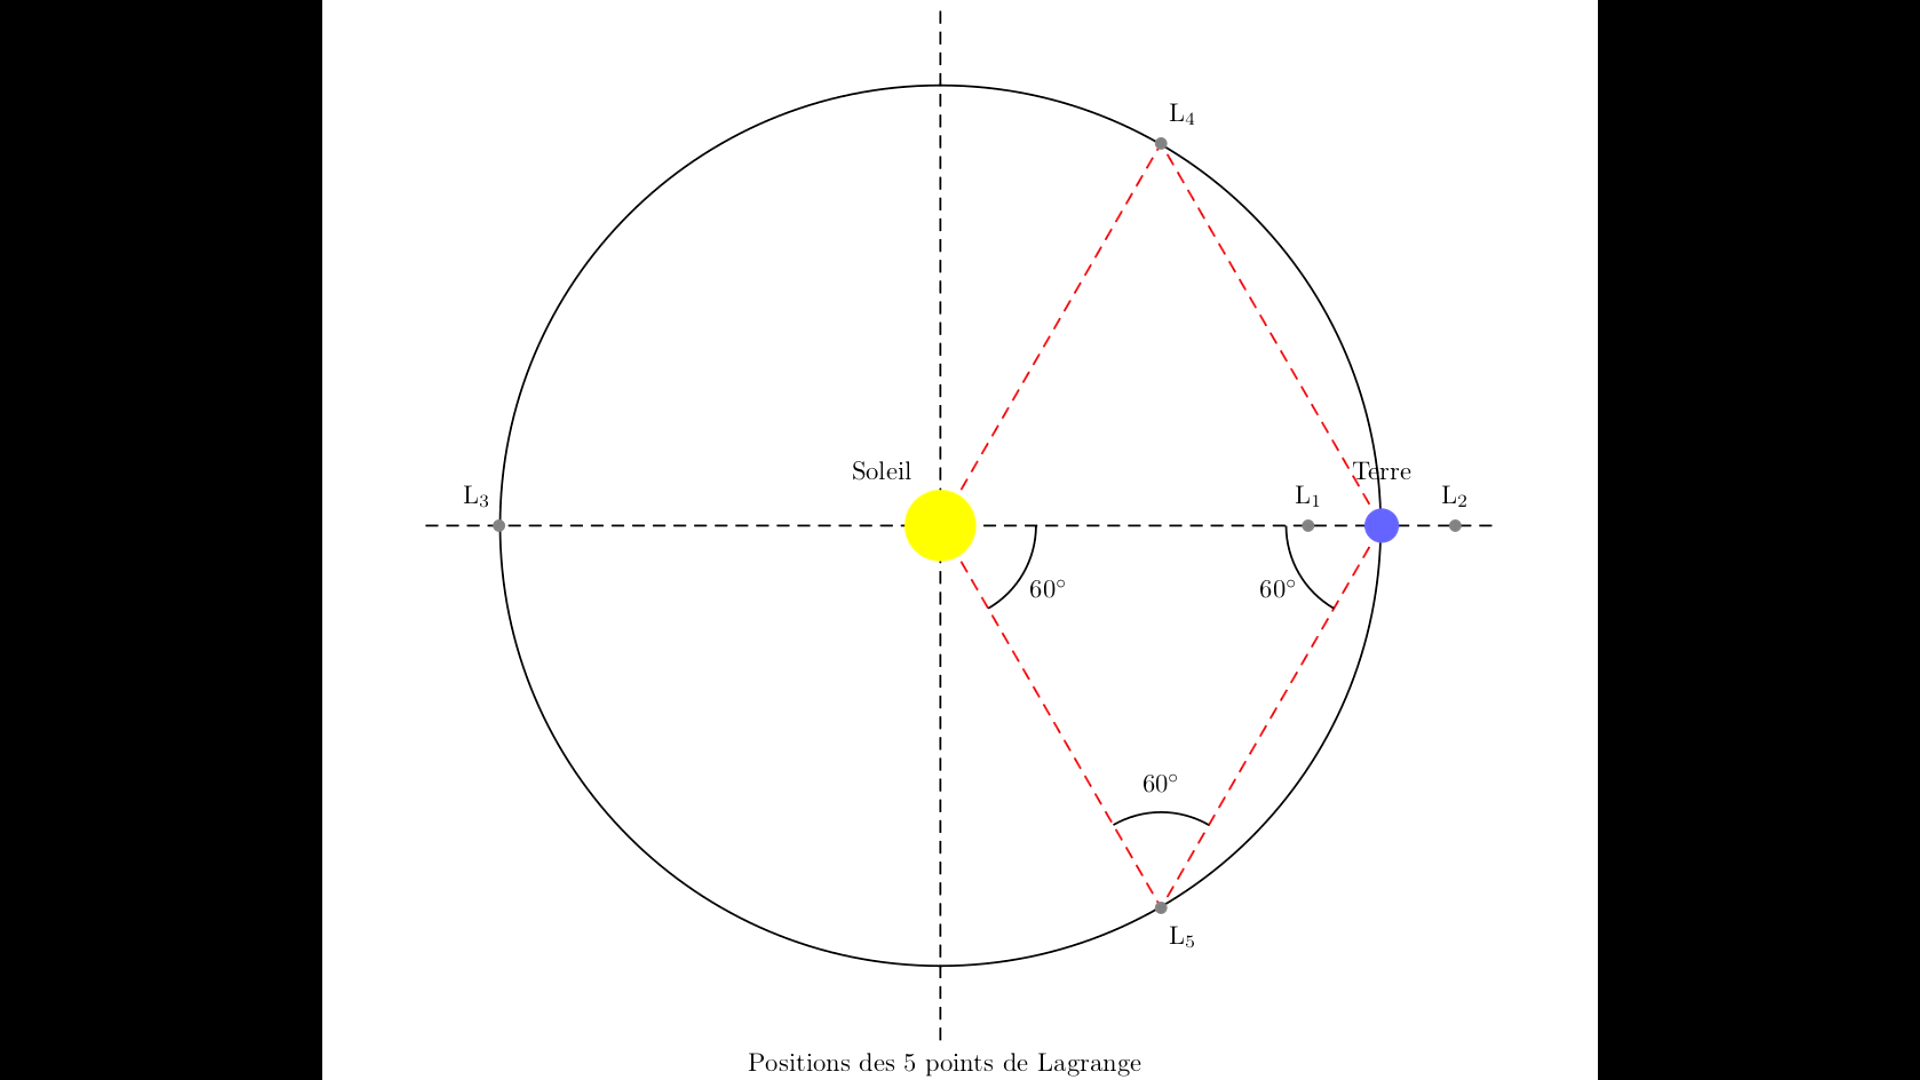 L₄
Soleil
Terre
L₃
L₁
L₂
60°
60°
60°
L₅
Positions des 5 points de Lagrange